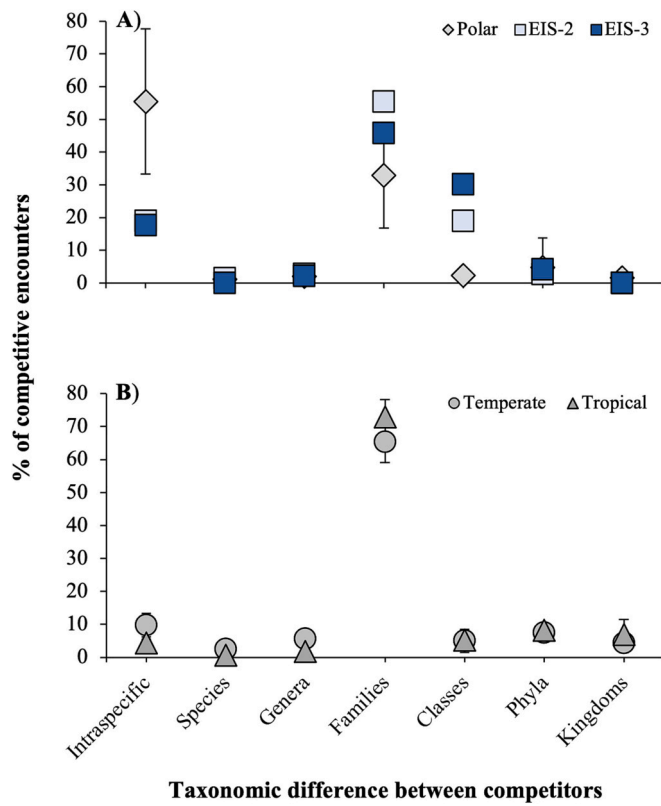 A)
Polar EIS-2 EIS-3
80
70
60
50
40
30
20
10
0
% of competitive encounters
B)
Temperate Tropical
80
70
60
50
40
30
20
10
0
Intraspecific
Species
Genera
Families
Classes
Phyla
Kingdoms
Taxonomic difference between competitors